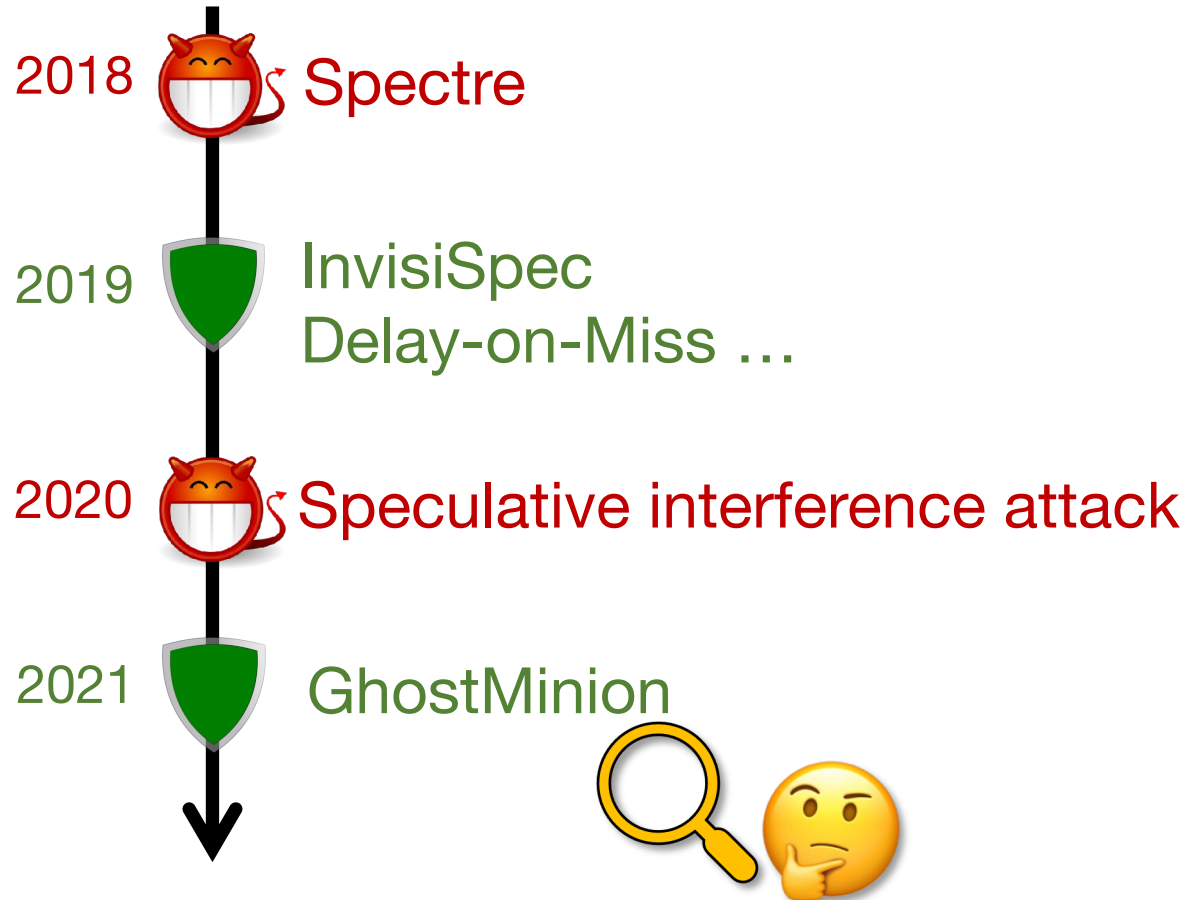 2018 Spectre
2019 InvisiSpec
Delay-on-Miss …
2020 Speculative interference attack
2021 GhostMinion